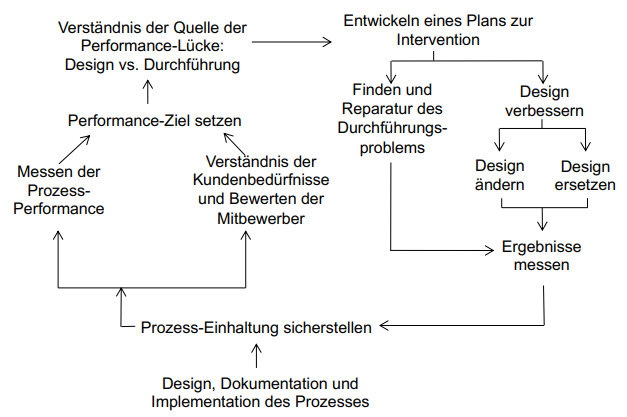 Verständnis der Quelle der
Performance-Lücke:
Design vs. Durchführung
Entwickeln eines Plans zur
Intervention
Finden und
Reparatur des
Durchführungs-
problems
Design
verbessern
Performance-Ziel setzen
Messen der
Prozess-
Performance
Verständnis der
Kundenbedürfnisse
und Bewerten der
Mitbewerber
Design
ändern
Design
ersetzen
Ergebnisse
messen
Prozess-Einhaltung sicherstellen
Design, Dokumentation und
Implementation des Prozesses